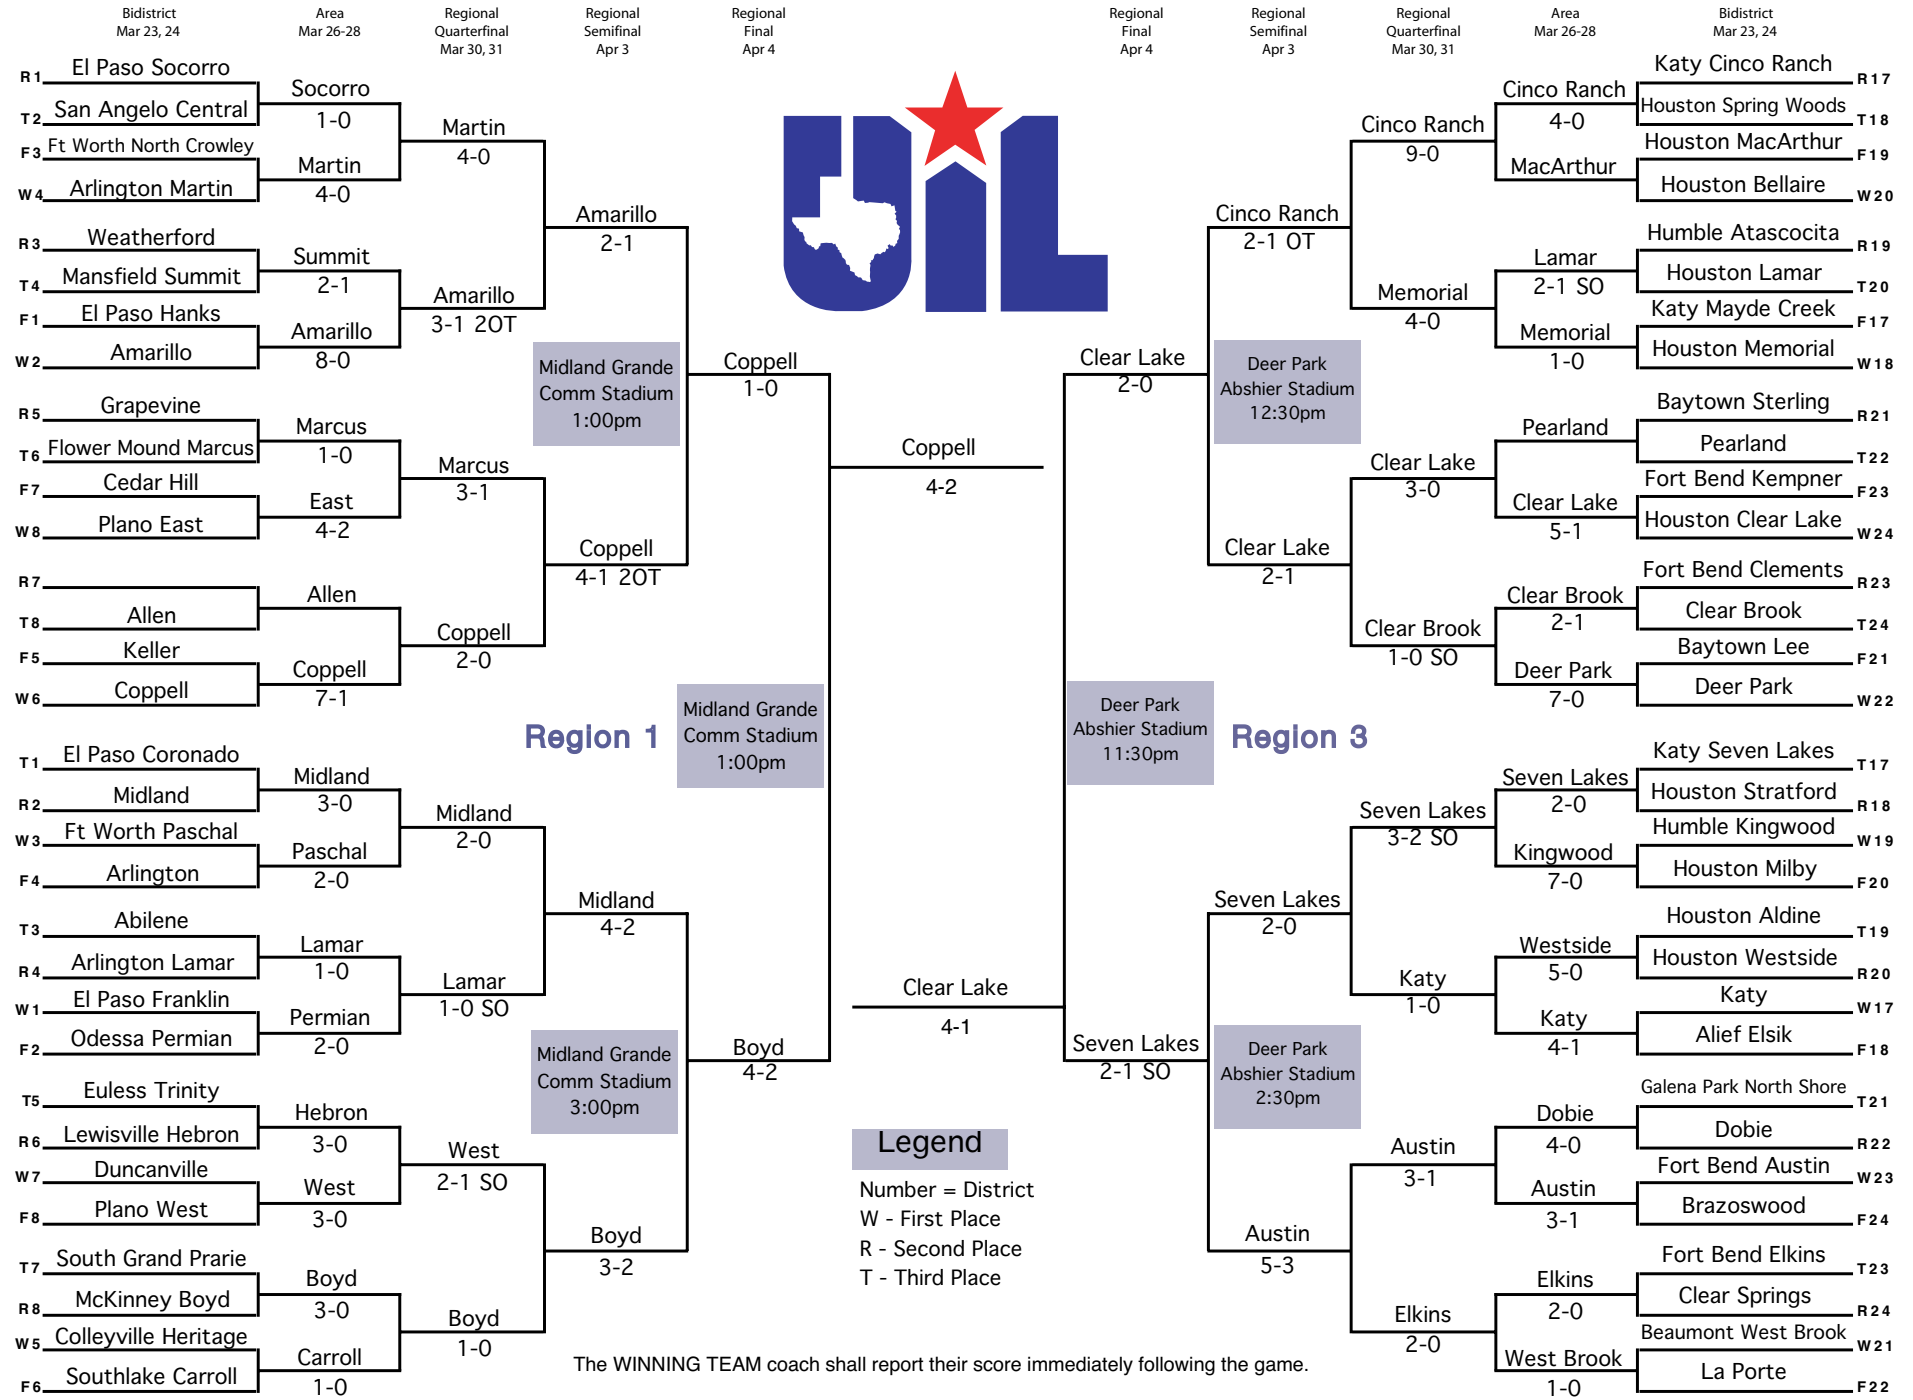 Bidistrict
Mar 23, 24
Area
Mar 26-28
Regional
Quarterfinal
Mar 30, 31
Regional
Semifinal
Apr 3
Regional
Final
Apr 4
Regional
Final
Apr 4
Regional
Semifinal
Apr 3
Regional
Quarterfinal
Mar 30, 31
Area
Mar 26-28
Bidistrict
Mar 23, 24
R1 El Paso Socorro
T2 San Angelo Central
F3 Ft Worth North Crowley
W4 Arlington Martin
R3 Weatherford
T4 Mansfield Summit
F1 El Paso Hanks
W2 Amarillo
R5 Grapevine
T6 Flower Mound Marcus
F7 Cedar Hill
W8 Plano East
R7
T8 Allen
F5 Keller
W6 Coppell
T1 El Paso Coronado
R2 Midland
W3 Ft Worth Paschal
F4 Arlington
T3 Abilene
R4 Arlington Lamar
W1 El Paso Franklin
F2 Odessa Permian
T5 Euless Trinity
R6 Lewisville Hebron
W7 Duncanville
F8 Plano West
T7 South Grand Prarie
R8 McKinney Boyd
W5 Colleyville Heritage
F6 Southlake Carroll
Socorro
1-0
Martin
4-0
Summit
2-1
Amarillo
8-0
Marcus
1-0
East
4-2
Allen
Coppell
7-1
Midland
3-0
Paschal
2-0
Lamar
1-0
Permian
2-0
Hebron
3-0
West
3-0
Boyd
3-0
Carroll
1-0
Martin
4-0
Amarillo
3-1 2OT
Marcus
3-1
Coppell
2-0
Midland
2-0
Lamar
1-0 SO
West
2-1 SO
Boyd
1-0
Amarillo
2-1
Midland Grande
Comm Stadium
1:00pm
Coppell
4-1 2OT
Region 1
Midland
4-2
Midland Grande
Comm Stadium
3:00pm
Boyd
3-2
Coppell
1-0
Midland Grande
Comm Stadium
1:00pm
Boyd
4-2
UIL
Coppell
4-2
Clear Lake
4-1
Legend
Number = District
W - First Place
R - Second Place
T - Third Place
The WINNING TEAM coach shall report their score immediately following the game.
Clear Lake
2-0
Deer Park
Abshier Stadium
11:30pm
Seven Lakes
2-1 SO
Cinco Ranch
2-1 OT
Deer Park
Abshier Stadium
12:30pm
Clear Lake
2-1
Region 3
Seven Lakes
2-0
Deer Park
Abshier Stadium
2:30pm
Austin
5-3
Cinco Ranch
9-0
Memorial
4-0
Clear Lake
3-0
Clear Brook
1-0 SO
Seven Lakes
3-2 SO
Katy
1-0
Austin
3-1
Elkins
2-0
Cinco Ranch
4-0
MacArthur
Lamar
2-1 SO
Memorial
1-0
Pearland
Clear Lake
5-1
Clear Brook
2-1
Deer Park
7-0
Seven Lakes
2-0
Kingwood
7-0
Westside
5-0
Katy
4-1
Dobie
4-0
Austin
3-1
Elkins
2-0
West Brook
1-0
Katy Cinco Ranch R17
Houston Spring Woods T18
Houston MacArthur F19
Houston Bellaire W20
Humble Atascocita R19
Houston Lamar T20
Katy Mayde Creek F17
Houston Memorial W18
Baytown Sterling R21
Pearland T22
Fort Bend Kempner F23
Houston Clear Lake W24
Fort Bend Clements R23
Clear Brook T24
Baytown Lee F21
Deer Park W22
Katy Seven Lakes T17
Houston Stratford R18
Humble Kingwood W19
Houston Milby F20
Houston Aldine T19
Houston Westside R20
Katy W17
Alief Elsik F18
Galena Park North Shore T21
Dobie R22
Fort Bend Austin W23
Brazoswood F24
Fort Bend Elkins T23
Clear Springs R24
Beaumont West Brook W21
La Porte F22